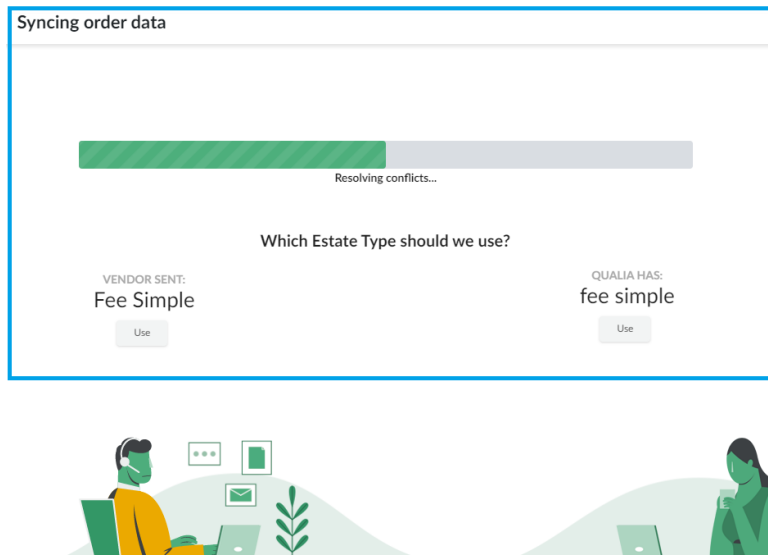 Syncing order data
Resolving conflicts...
Which Estate Type should we use?
VENDOR SENT:
Fee Simple
Use
QUALIA HAS:
fee simple
Use